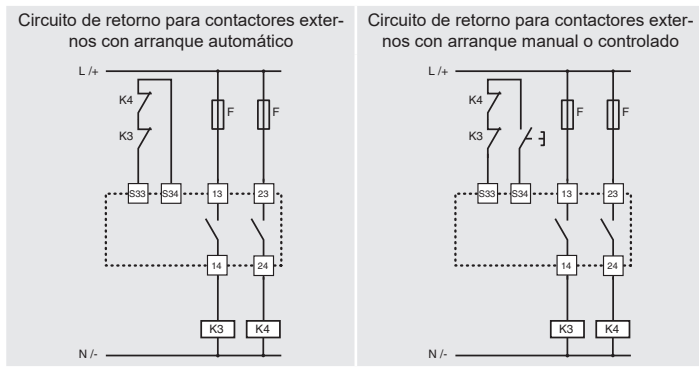 Circuito de retorno para contactores exter-
nos con arranque automático
L /+
K4
F
F
K3
S33
S34
13
23
14
24
K3
K4
N /-
Circuito de retorno para contactores exter-
nos con arranque manual o controlado
L /+
K4
F
F
K3
S33
S34
13
23
14
24
K3
K4
N /-